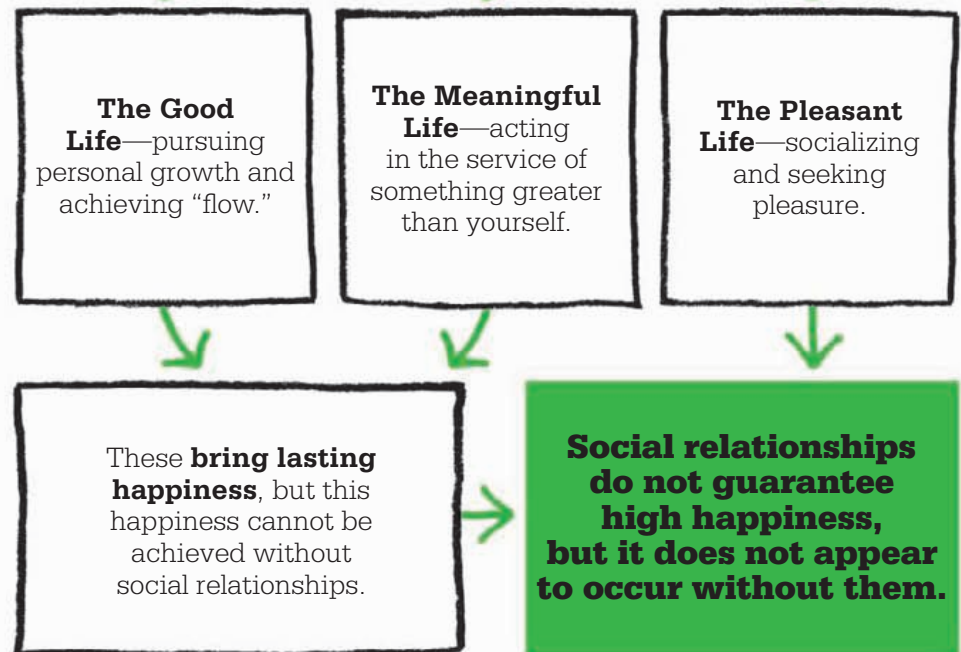 The Good
Life—pursuing
personal growth and
achieving “flow.”
The Meaningful
Life—acting
in the service of
something greater
than yourself.
The Pleasant
Life—socializing
and seeking
pleasure.
These bring lasting
happiness, but this
happiness cannot be
achieved without
social relationships.
Social relationships
do not guarantee
high happiness,
but it does not appear
to occur without them.